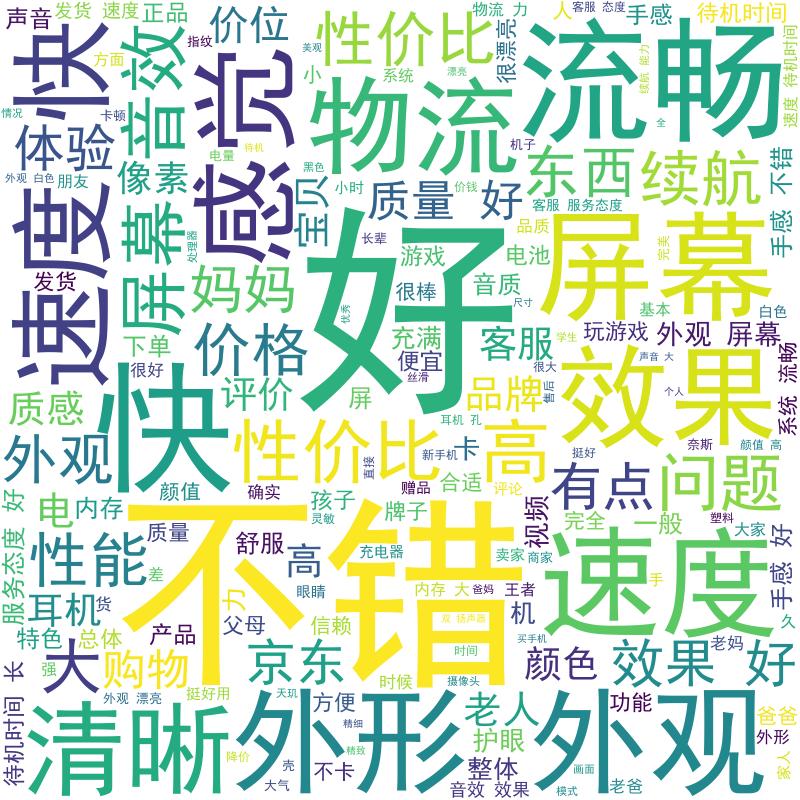 声音
发货 速度
正品
价位
性价比
物流 力
人
客服 态度
手感
待机时间
快
方面
音效
指纹
感觉
美观
小
系统
漂亮
很漂亮
流畅
续航 能力
速度 待机时间
情况
卡顿
体验
电量
待机
物流
机子
全
外观 白色
朋友
像素
宝贝
黑色
小时
质量 好
价钱
东西
续航
手感 不错
客服 服务态度
速度
屏幕
处理器
长辈
好
游戏
电池
品质
屏幕
完美
发货
妈妈
很棒
音质
尺寸
基本
白色
优秀
下单
价格
充满
客服
学生
玩游戏
外观 屏幕
很好
便宜
丝滑
很大
声音 大
系统 流畅
快
评价
屏
品牌
售后
效果
个人
质感
耳机 孔
外观
性价比
新手机
卡
高
挺好
奈斯
颜值 高
直接
电
内存
颜值
确实
孩子
灵敏
赠品
合适
评论
有点
问题
服务态度 好
质量
不错
牌子
视频
完全
一般
塑料
大家
性能
舒服
高
充电器
卖家
商家
速度
手感 好
差
眼睛
内存 大
爸妈
王者
手
耳机
货
力
父母
信赖
双 扬声器
机
久
特色
总体
产品
时间
买手机
老妈
强
大
购物
京东
时候
摄像头
颜色
效果 好
待机时间 长
外观 漂亮
挺好用
天玑
方便
老人
功能
爸爸
清晰
外形
精细
护眼
外观
外形
降价
壳
精致
整体
画面
家人
大气
不卡
音效 效果
模式
老爸